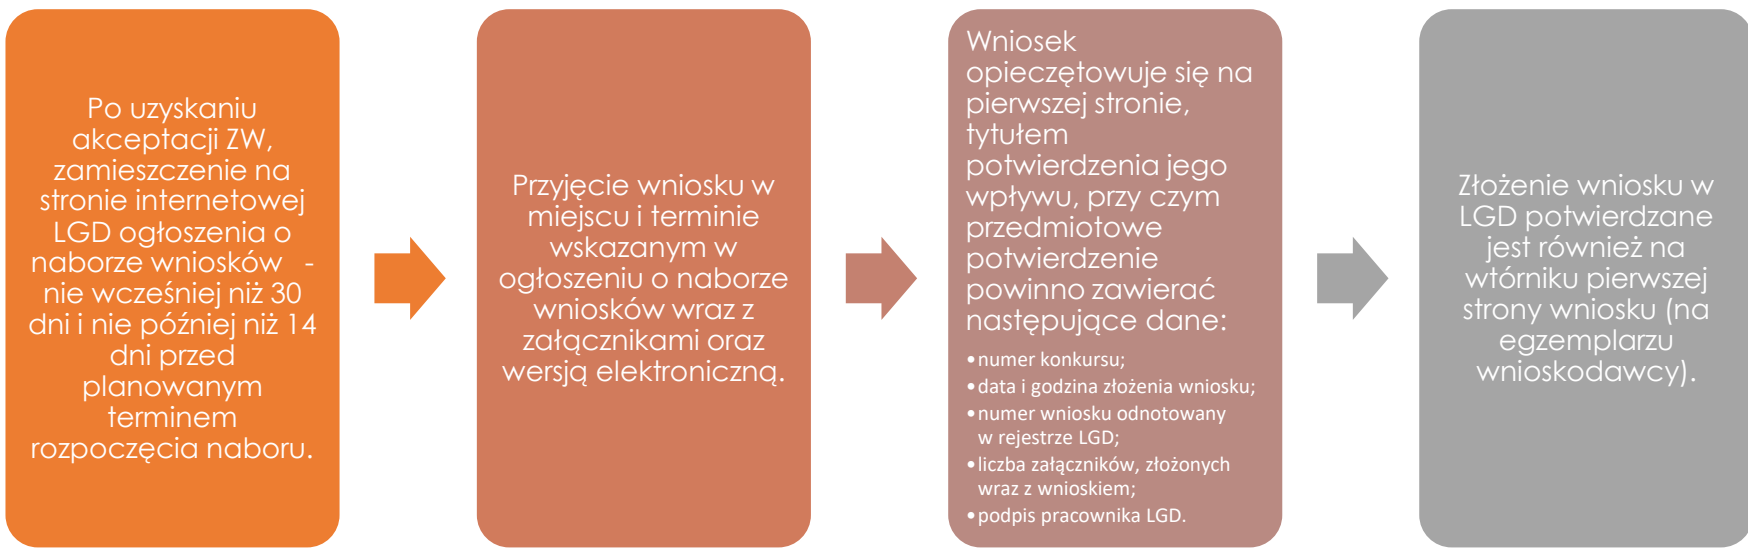 Po uzyskaniu
akceptacji ZW,
zamieszczenie na
stronie internetowej
LGD ogłoszenia o
naborze wniosków -
nie wcześniej niż 30
dni i nie później niż 14
dni przed
planowanym
terminem
rozpoczęcia naboru.
Przyjęcie wniosku w
miejscu i terminie
wskazanym w
ogłoszeniu o naborze
wniosków wraz z
załącznikami oraz
wersją elektroniczną.
Wniosek
opieczętowuje się na
pierwszej stronie,
tytułem
potwierdzenia jego
wpływu, przy czym
przedmiotowe
potwierdzenie
powinno zawierać
następujące dane:
•numer konkursu;
•data i godzina złożenia wniosku;
•numer wniosku odnotowany
w rejestrze LGD;
•liczba załączników, złożonych
wraz z wnioskiem;
•podpis pracownika LGD.
Złożenie wniosku w
LGD potwierdzane
jest również na
wtórniku pierwszej
strony wniosku (na
egzemplarzu
wnioskodawcy).